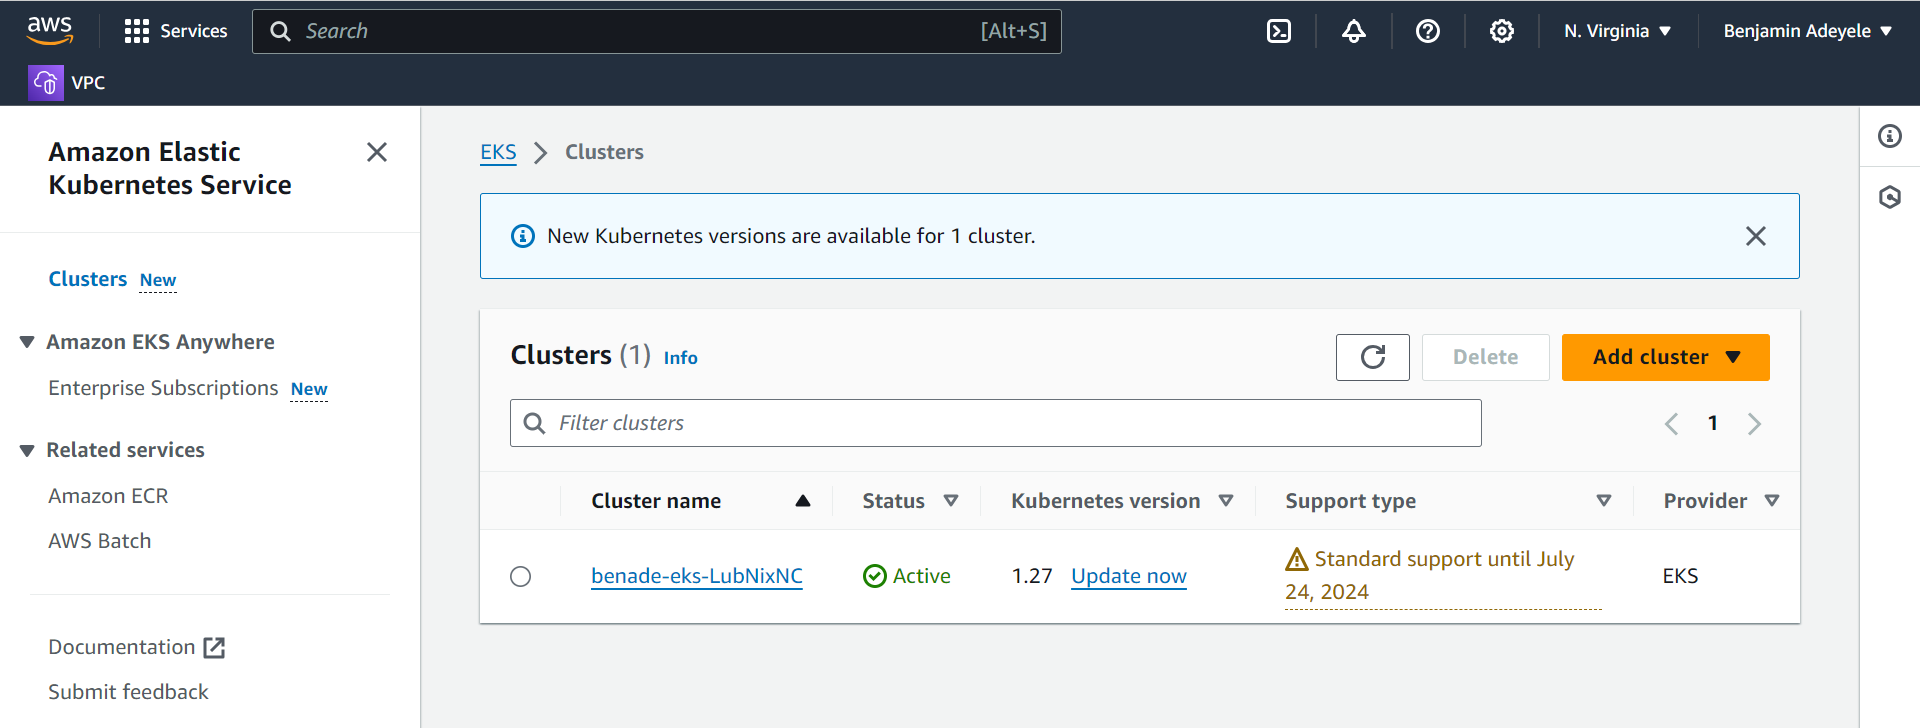 aws
Services
Search
[Alt+S]
N. Virginia
Benjamin Adeyele
VPC
Amazon Elastic
Kubernetes Service
Clusters New
Amazon EKS Anywhere
Enterprise Subscriptions New
Related services
Amazon ECR
AWS Batch
Documentation
Submit feedback
EKS
Clusters
New Kubernetes versions are available for 1 cluster.
Clusters (1) Info
Delete
Add cluster
Filter clusters
1
Cluster name
Status
Kubernetes version
Support type
Provider
benade-eks-LubNixNC
Active
1.27 Update now
Standard support until July
24, 2024
EKS